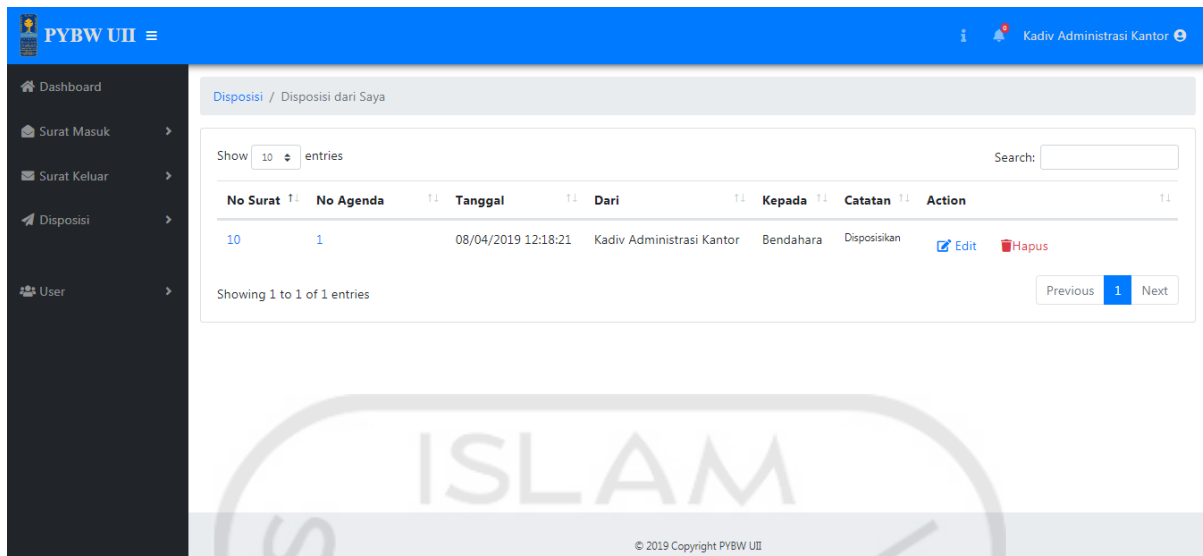 PYBW UII
8
Kadiv Administrasi Kantor
Dashboard
Surat Masuk
Surat Keluar
Disposisi
User
Disposisi / Disposisi dari Saya
Show 10 entries
Search:
No Surat No Agenda Tanggal Dari Kepada Catatan Action
10 1 08/04/2019 12:18:21 Kadiv Administrasi Kantor Bendahara Disposisikan Edit Hapus
Showing 1 to 1 of 1 entries
Previous 1 Next
ISLAM
© 2019 Copyright PYBW UII